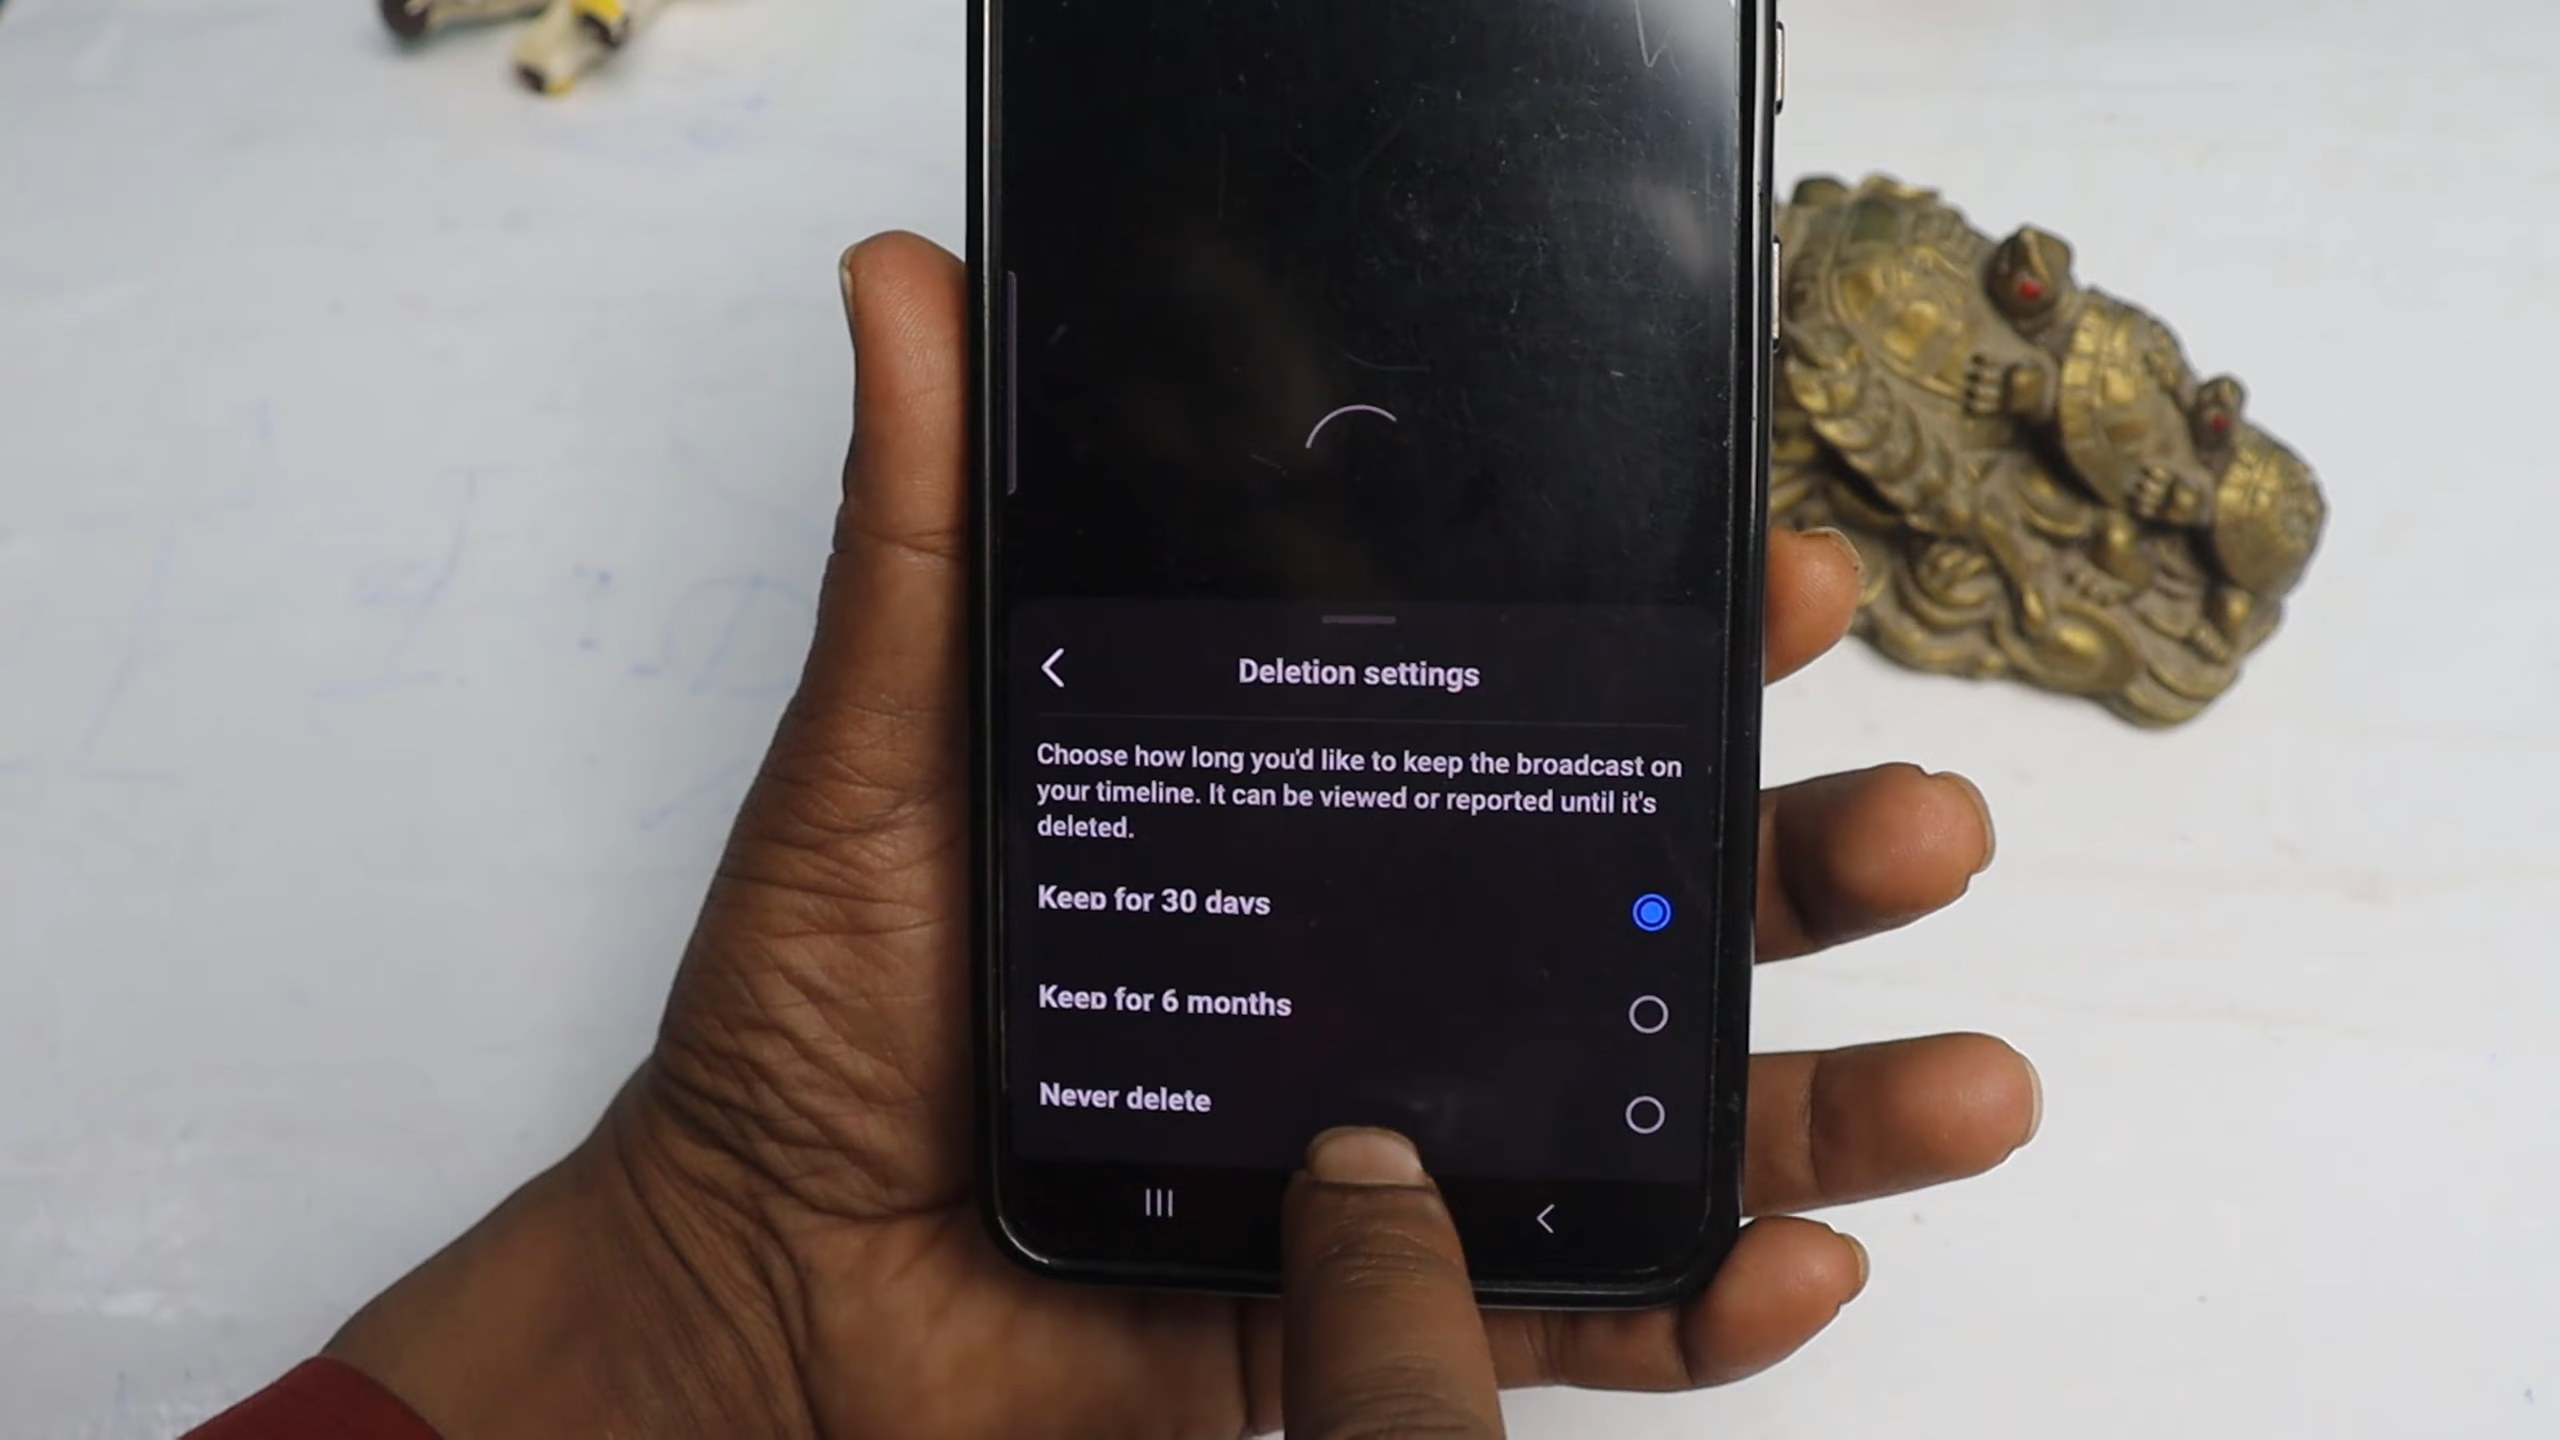 Deletion settings
Choose how long you'd like to keep the broadcast on
your timeline. It can be viewed or reported until it's
deleted.
Keep for 30 days
Keep for 6 months
Never delete